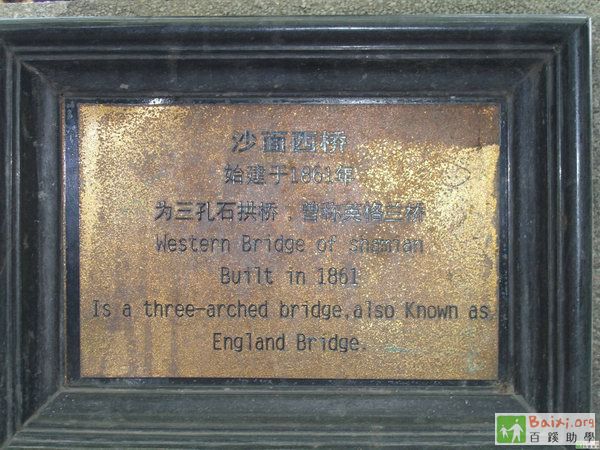 沙面西桥
始建于1861年
为三孔石拱桥；曾称英格兰桥
Western Bridge of shamian
Built in 1861
Is a three-arched bridge,also Known as
England Bridge.
Baixj.org
百蹊助學